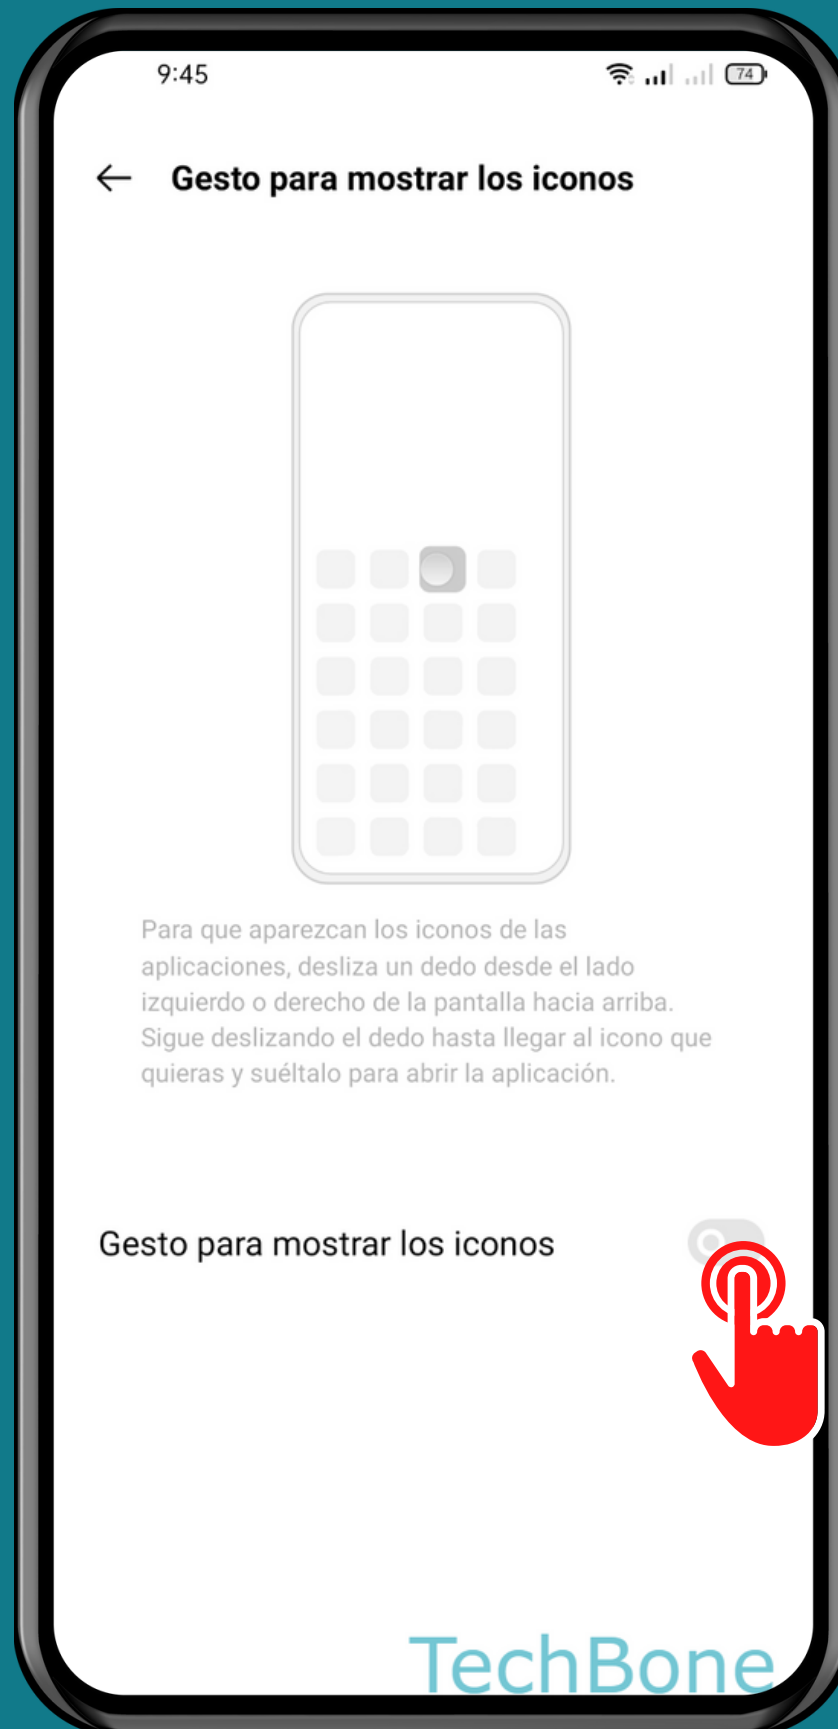 9:45
74
Gesto para mostrar los iconos
Para que aparezcan los iconos de las
aplicaciones, desliza un dedo desde el lado
izquierdo o derecho de la pantalla hacia arriba.
Sigue deslizando el dedo hasta llegar al icono que
quieras y suéltalo para abrir la aplicación.
Gesto para mostrar los iconos
TechBone